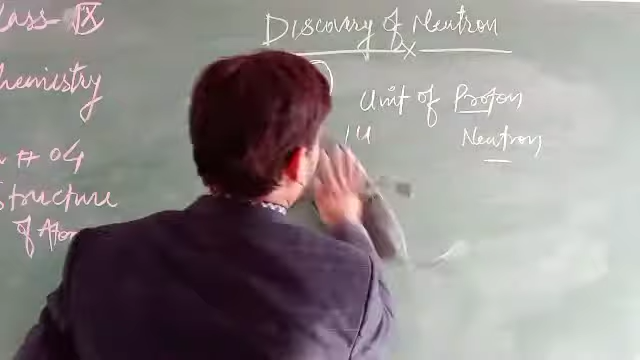 Class - IX
Chemistry
# 04
Structure
of Atom
Discovery of Neutron
x
Unit of Proton
Neutron